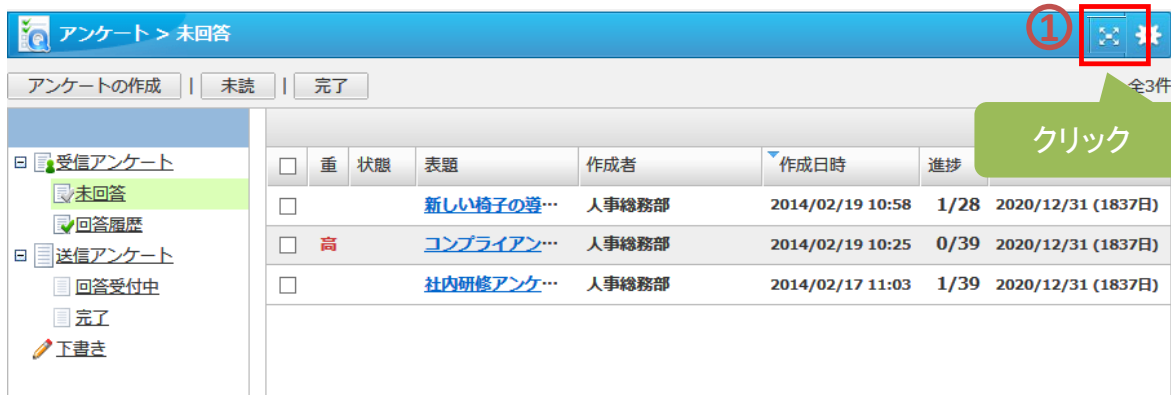 アンケート > 未回答
①
アンケートの作成 | 未読 | 完了
全3件
クリック
受信アンケート
未回答
回答履歴
送信アンケート
回答受付中
完了
下書き
重 状態 表題 作成者 作成日時 進捗
新しい椅子の導… 人事総務部 2014/02/19 10:58 1/28 2020/12/31 (1837日)
高 コンプライアン… 人事総務部 2014/02/19 10:25 0/39 2020/12/31 (1837日)
社内研修アンケ… 人事総務部 2014/02/17 11:03 1/39 2020/12/31 (1837日)